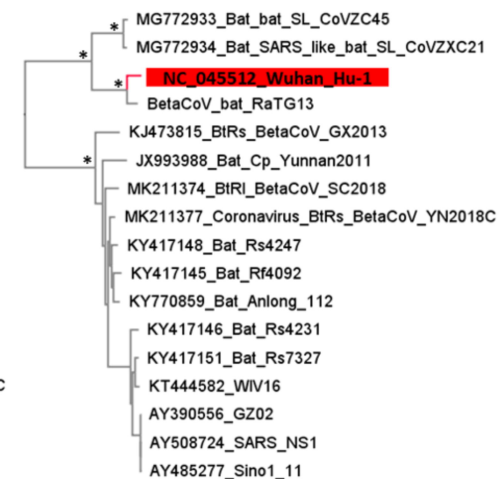 * MG772933_Bat_bat_SL_CoVZC45
* MG772934_Bat_SARS_like_bat_SL_CoVZXC21
* NC_045512_Wuhan_Hu-1
BetaCoV_bat_RaTG13
* KJ473815_BtRs_BetaCoV_GX2013
JX993988_Bat_Cp_Yunnan2011
MK211374_BtRl_BetaCoV_SC2018
MK211377_Coronavirus_BtRs_BetaCoV_YN2018C
KY417148_Bat_Rs4247
KY417145_Bat_Rf4092
KY770859_Bat_Anlong_112
KY417146_Bat_Rs4231
KY417151_Bat_Rs7327
C KT444582_WIV16
AY390556_GZ02
AY508724_SARS_NS1
AY485277_Sino1_11